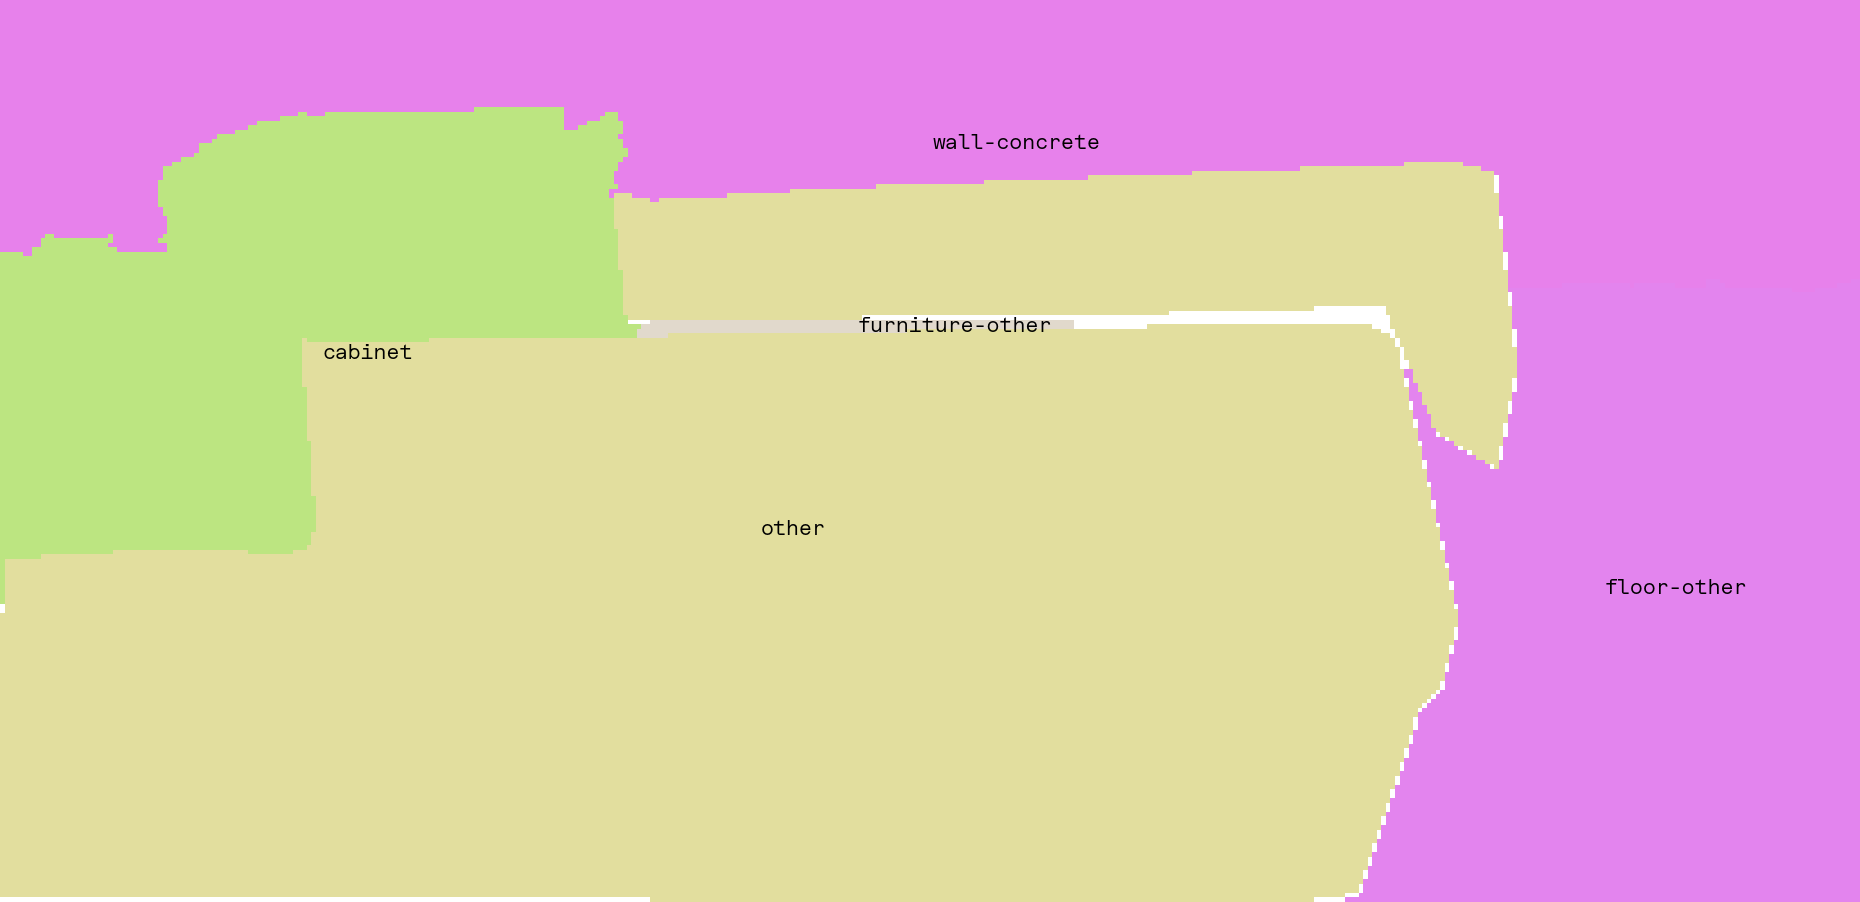 wall-concrete
furniture-other
cabinet
other
floor-other